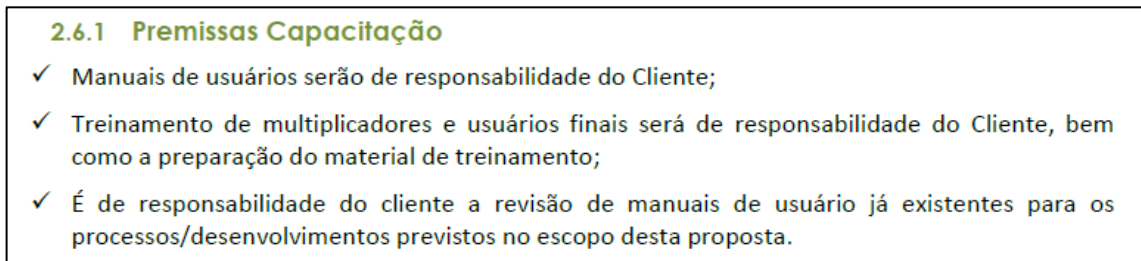 2.6.1 Premissas Capacitação
✓ Manuais de usuários serão de responsabilidade do Cliente;
✓ Treinamento de multiplicadores e usuários finais será de responsabilidade do Cliente, bem
como a preparação do material de treinamento;
✓ É de responsabilidade do cliente a revisão de manuais de usuário já existentes para os
processos/desenvolvimentos previstos no escopo desta proposta.